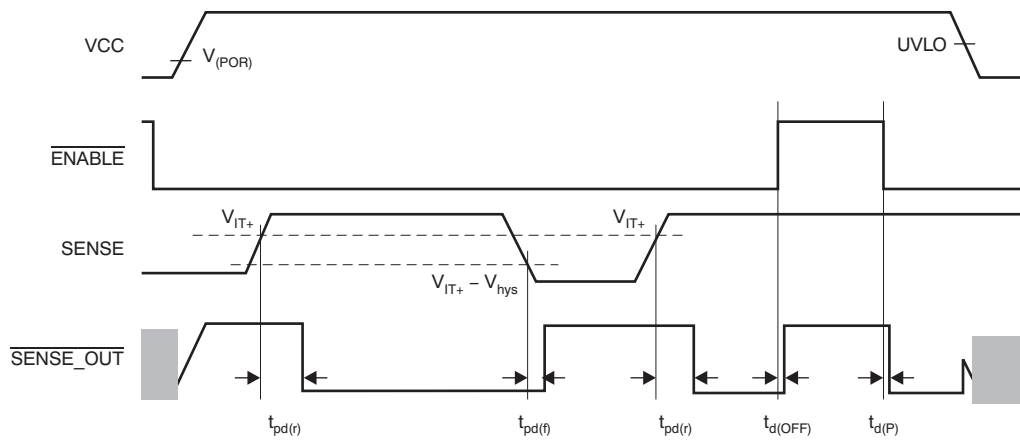 VCC
V(POR)
UVLO
ENABLE
SENSE
VIT+
VIT+
VIT+ – Vhys
SENSE_OUT
tpd(r)
tpd(f)
tpd(r)
td(OFF)
td(P)